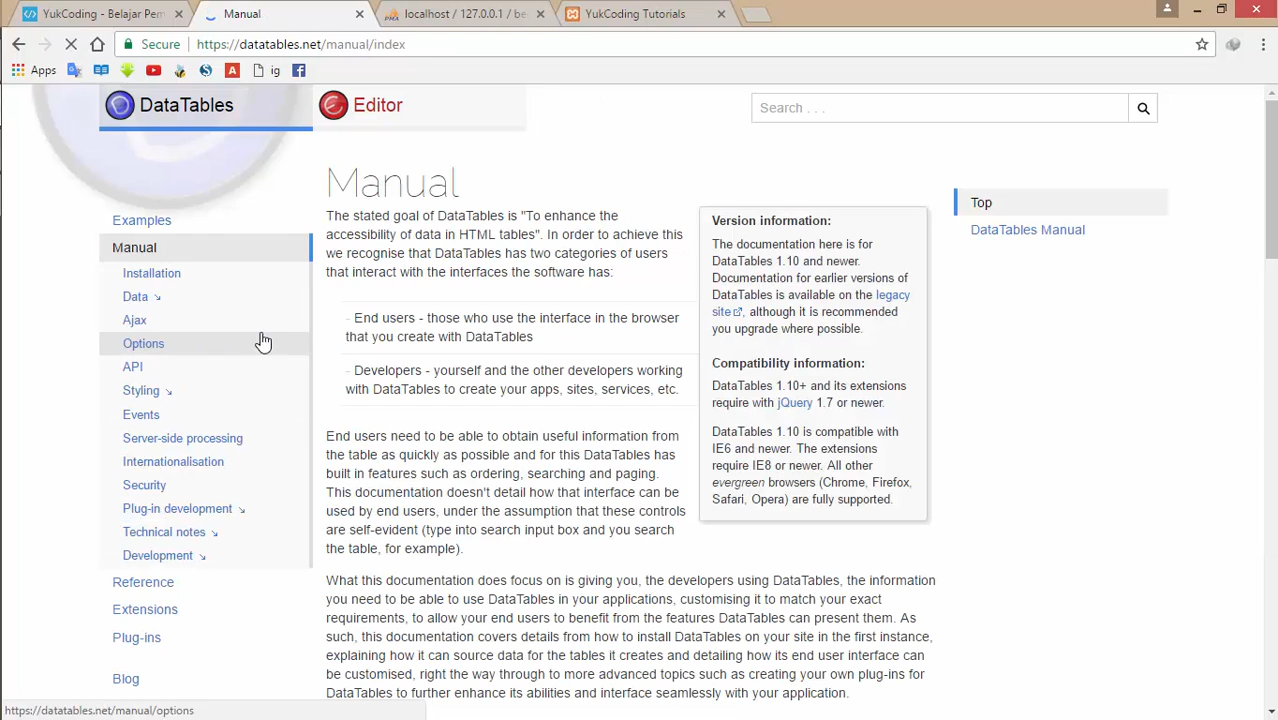 YukCoding - Belajar Pem
Manual
localhost / 127.0.0.1 / be
YukCoding Tutorials
Secure
https://datatables.net/manual/index
Apps
ig
DataTables
Editor
Search . . .
Manual
Examples
Manual
Installation
Data
Ajax
Options
API
Styling
Events
Server-side processing
Internationalisation
Security
Plug-in development
Technical notes
Development
Reference
Extensions
Plug-ins
Blog
The stated goal of DataTables is "To enhance the
accessibility of data in HTML tables". In order to achieve this
we recognise that DataTables has two categories of users
that interact with the interfaces the software has:
- End users - those who use the interface in the browser
that you create with DataTables
- Developers - yourself and the other developers working
with DataTables to create your apps, sites, services, etc.
End users need to be able to obtain useful information from
the table as quickly as possible and for this DataTables has
built in features such as ordering, searching and paging.
This documentation doesn't detail how that interface can be
used by end users, under the assumption that these controls
are self-evident (type into search input box and you search
the table, for example).
What this documentation does focus on is giving you, the developers using DataTables, the information
you need to be able to use DataTables in your applications, customising it to match your exact
requirements, to allow your end users to benefit from the features DataTables can present them. As
such, this documentation covers details from how to install DataTables on your site in the first instance,
explaining how it can source data for the tables it creates and detailing how its end user interface can
be customised, right the way through to more advanced topics such as creating your own plug-ins for
DataTables to further enhance its abilities and interface seamlessly with your application.
Version information:
The documentation here is for
DataTables 1.10 and newer.
Documentation for earlier versions of
DataTables is available on the legacy
site, although it is recommended
you upgrade where possible.
Compatibility information:
DataTables 1.10+ and its extensions
require with jQuery 1.7 or newer.
DataTables 1.10 is compatible with
IE6 and newer. The extensions
require IE8 or newer. All other
evergreen browsers (Chrome, Firefox,
Safari, Opera) are fully supported.
Top
DataTables Manual
https://datatables.net/manual/options